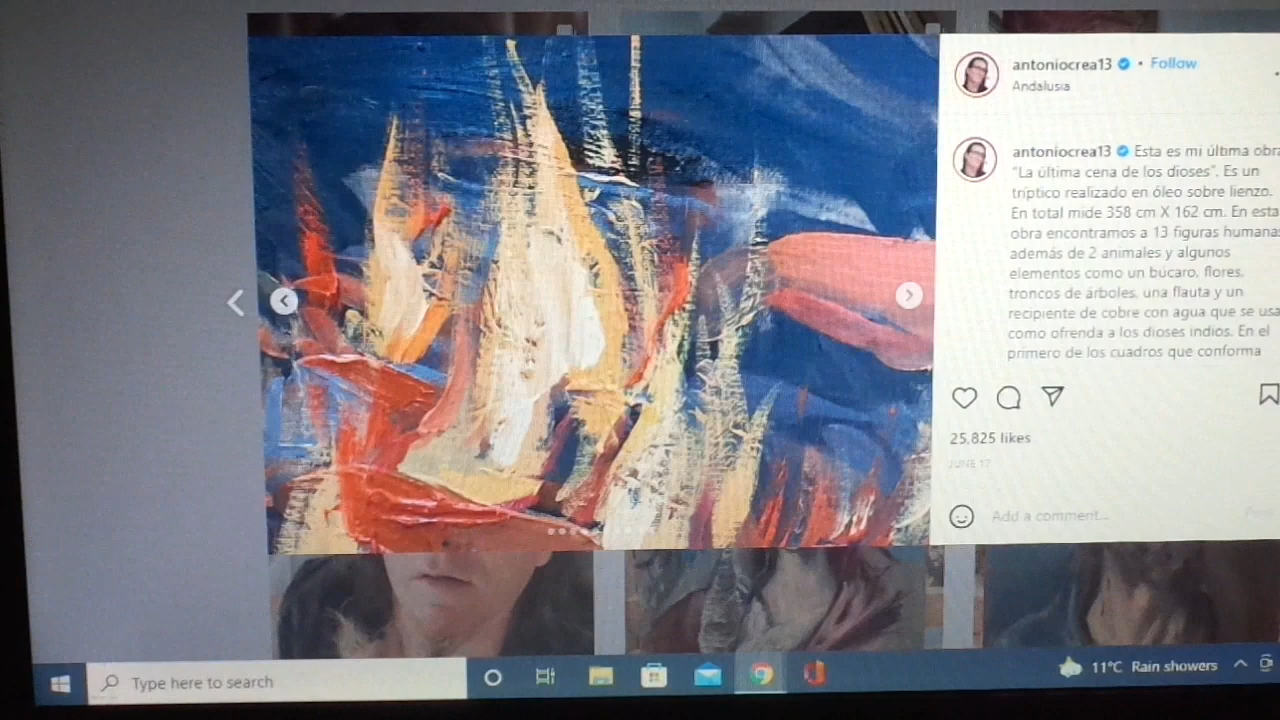 antoniocrea13 • Follow
Andalusia
antoniocrea13 Esta es mi última obra
"La última cena de los dioses". Es un
tríptico realizado en óleo sobre lienzo.
En total mide 358 cm X 162 cm. En esta
obra encontramos a 13 figuras humanas
además de 2 animales y algunos
elementos como un búcaro, flores,
troncos de árboles, una flauta y un
recipiente de cobre con agua que se usa
como ofrenda a los dioses indios. En el
primero de los cuadros que conforma
25,825 likes
JUNE 17
Add a comment...
Post
Type here to search
11°C Rain showers